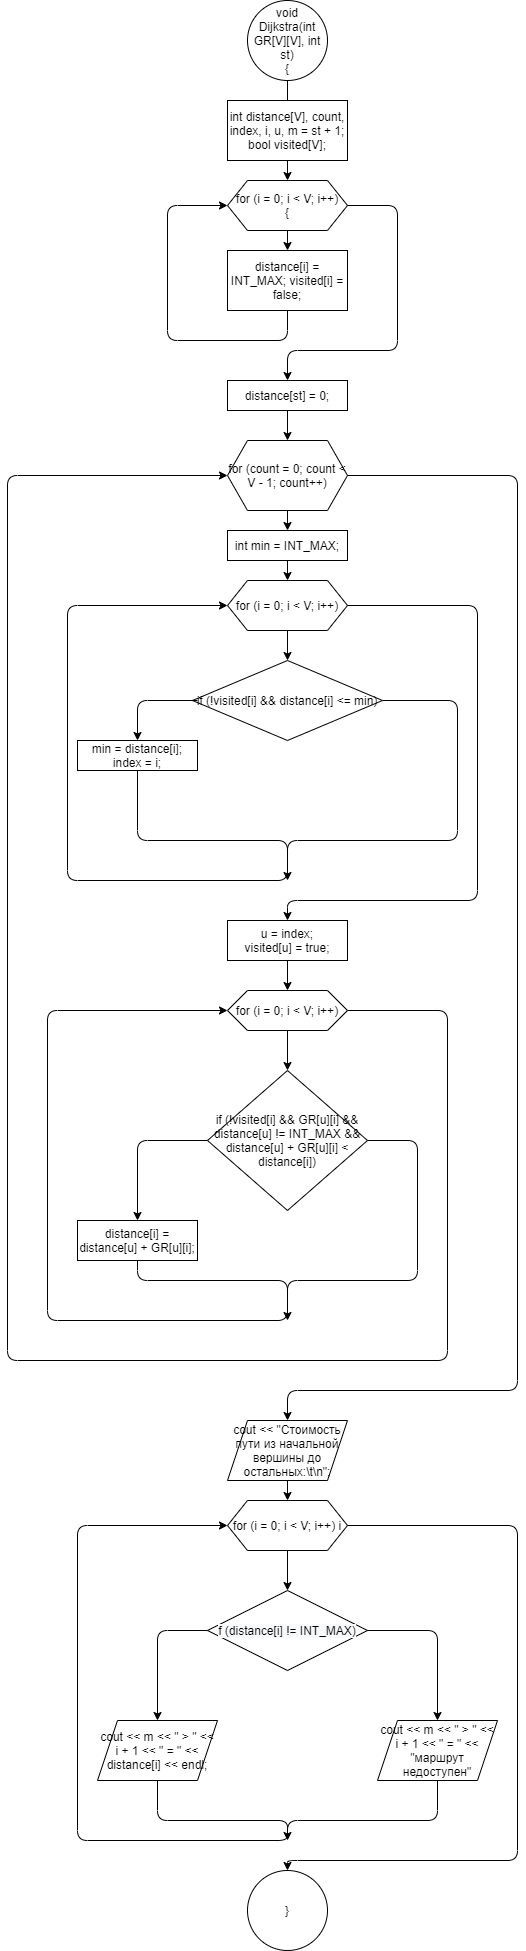 void
Dijkstra(int
GR[V][V], int
st)
{
int distance[V], count,
index, i, u, m = st + 1;
bool visited[V];
for (i = 0; i < V; i++)
{
distance[i] =
INT_MAX; visited[i] =
false;
distance[st] = 0;
for (count = 0; count <
V - 1; count++)
int min = INT_MAX;
for (i = 0; i < V; i++)
if (!visited[i] && distance[i] <= min)
min = distance[i];
index = i;
u = index;
visited[u] = true;
for (i = 0; i < V; i++)
if (!visited[i] && GR[u][i] &&
distance[u] != INT_MAX &&
distance[u] + GR[u][i] <
distance[i])
distance[i] =
distance[u] + GR[u][i];
cout << "Стоимость
пути из начальной
вершины до
остальных:\t\n";
for (i = 0; i < V; i++) i
f (distance[i] != INT_MAX)
cout << m << " > " <<
i + 1 << " = " <<
distance[i] << endl;
cout << m << " > " <<
i + 1 << " = " <<
"маршрут
недоступен"
}